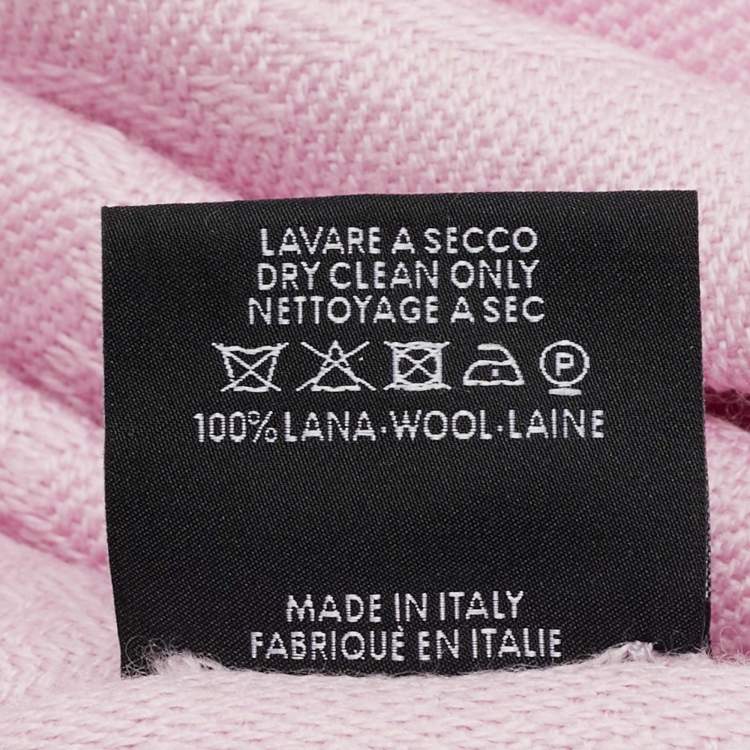 LAVARE A SECCO
DRY CLEAN ONLY
NETTOYAGE A SEC
P
100% LANA·WOOL·LAINE
MADE IN ITALY
FABRIQUÈ EN ITALIE